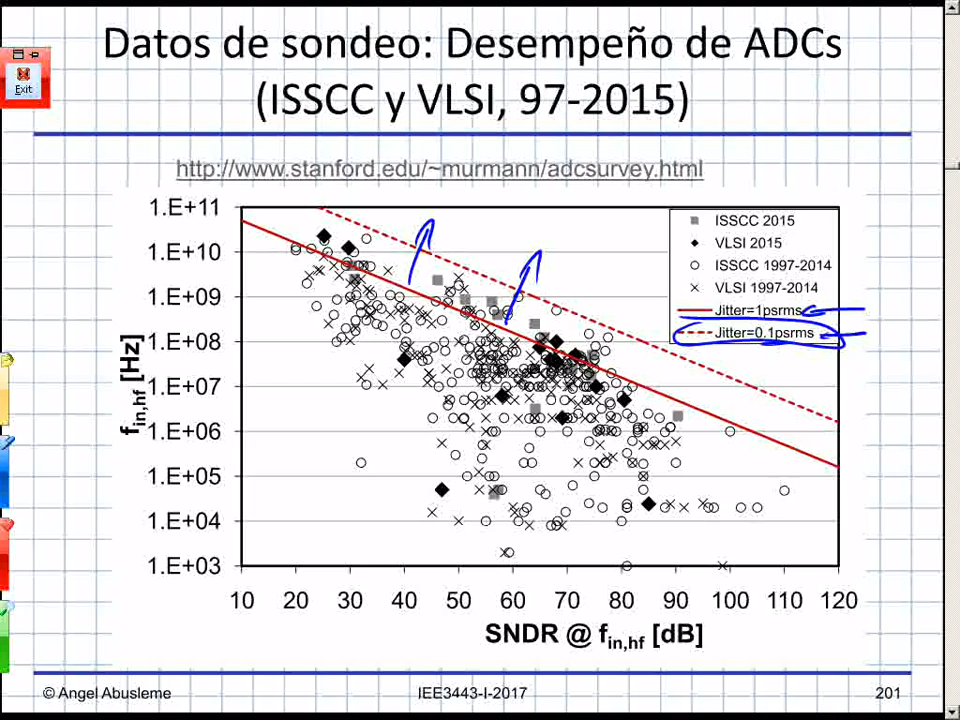 Datos de sondeo: Desempeño de ADCs
(ISSCC y VLSI, 97-2015)
Exit
http://www.stanford.edu/~murmann/adcsurvey.html
1.E+11
1.E+10
1.E+09
1.E+08
1.E+07
1.E+06
1.E+05
1.E+04
1.E+03
f_in,hf [Hz]
ISSCC 2015
VLSI 2015
ISSCC 1997-2014
VLSI 1997-2014
Jitter=1psrms
Jitter=0.1psrms
10 20 30 40 50 60 70 80 90 100 110 120
SNDR @ f_in,hf [dB]
© Angel Abusleme IEE3443-I-2017 201